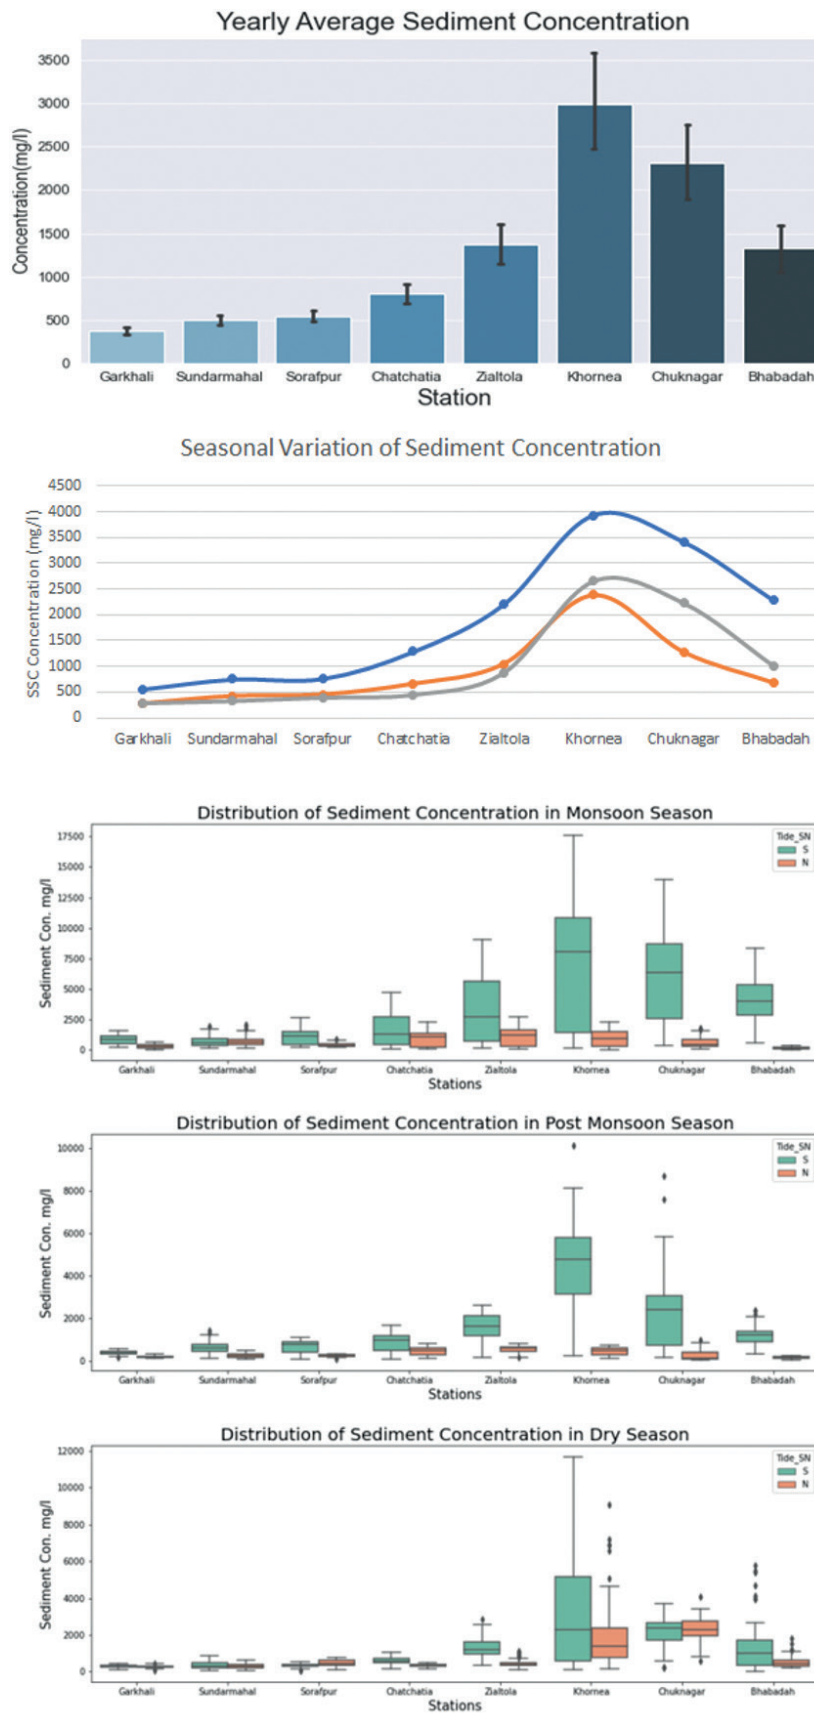 Yearly Average Sediment Concentration
Concentration(mg/l)
3500
3000
2500
2000
1500
1000
500
0
Garkhali Sundarmahal Sorafpur Chatchatia Zialtola Khornea Chuknagar Bhabadah
Station
Seasonal Variation of Sediment Concentration
SSC Concentration (mg/l)
4500
4000
3500
3000
2500
2000
1500
1000
500
0
Garkhali Sundarmahal Sorafpur Chatchatia Zialtola Khornea Chuknagar Bhabadah
Distribution of Sediment Concentration in Monsoon Season
Sediment Con. mg/l
17500
15000
12500
10000
7500
5000
2500
0
Tide_SN
S
N
Garkhali Sundarmahal Sorafpur Chatchatia Zialtola Khornea Chuknagar Bhabadah
Stations
Distribution of Sediment Concentration in Post Monsoon Season
Sediment Con. mg/l
10000
8000
6000
4000
2000
0
Tide_SN
S
N
Garkhali Sundarmahal Sorafpur Chatchatia Zialtola Khornea Chuknagar Bhabadah
Stations
Distribution of Sediment Concentration in Dry Season
Sediment Con. mg/l
12000
10000
8000
6000
4000
2000
0
Tide_SN
S
N
Garkhali Sundarmahal Sorafpur Chatchatia Zialtola Khornea Chuknagar Bhabadah
Stations